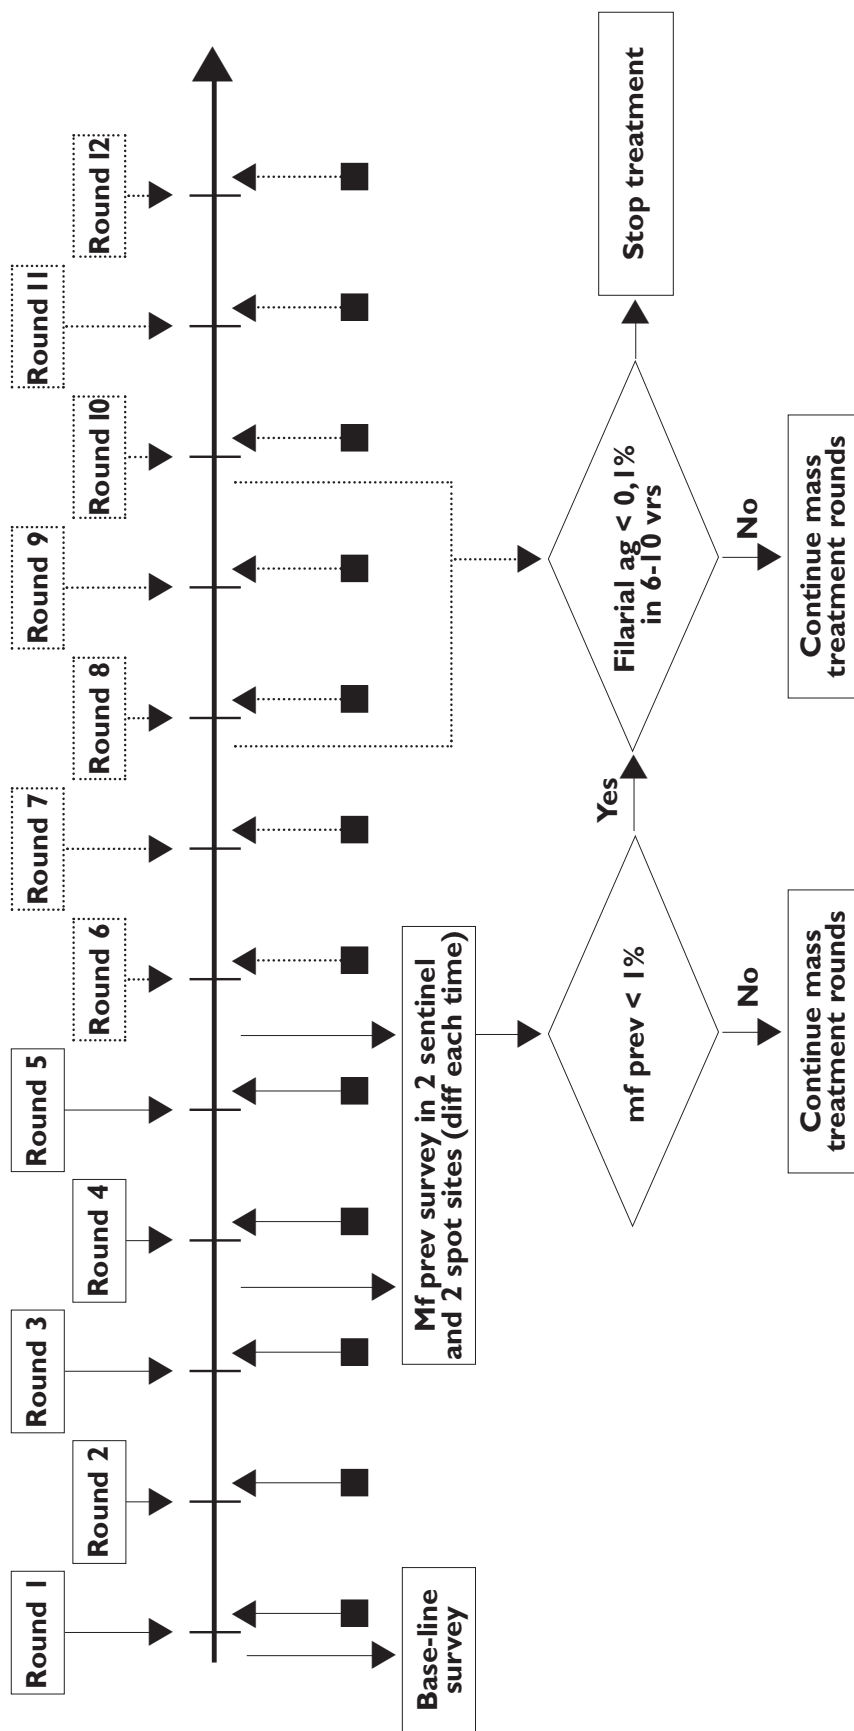 Round 1
Round 2
Round 3
Round 4
Round 5
Round 6
Round 7
Round 8
Round 9
Round 10
Round 11
Round 12
Base-line
survey
Mf prev survey in 2 sentinel
and 2 spot sites (diff each time)
mf prev < 1%
Yes
No
Continue mass
treatment rounds
Filarial ag < 0,1%
in 6-10 yrs
No
Continue mass
treatment rounds
Stop treatment